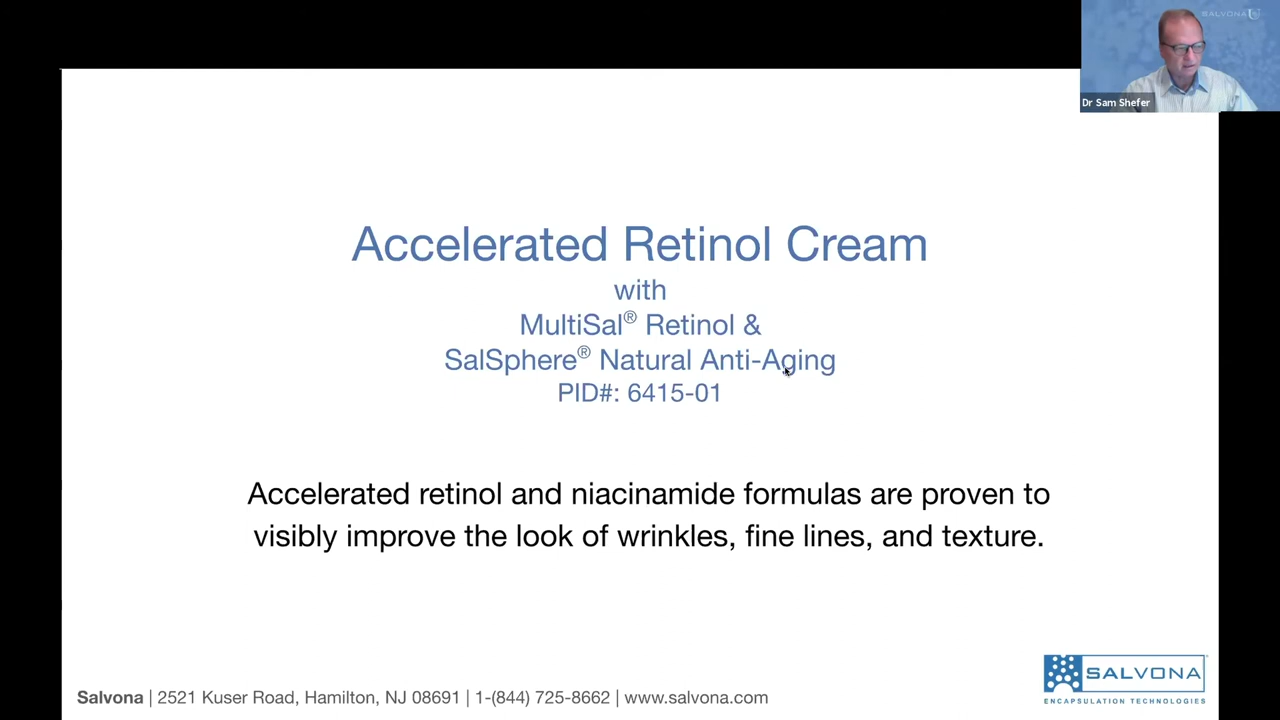 SALVONA U
Dr Sam Shefer
Accelerated Retinol Cream
with
MultiSal® Retinol &
SalSphere® Natural Anti-Aging
PID#: 6415-01
Accelerated retinol and niacinamide formulas are proven to
visibly improve the look of wrinkles, fine lines, and texture.
SALVONA®
ENCAPSULATION TECHNOLOGIES
Salvona | 2521 Kuser Road, Hamilton, NJ 08691 | 1-(844) 725-8662 | www.salvona.com